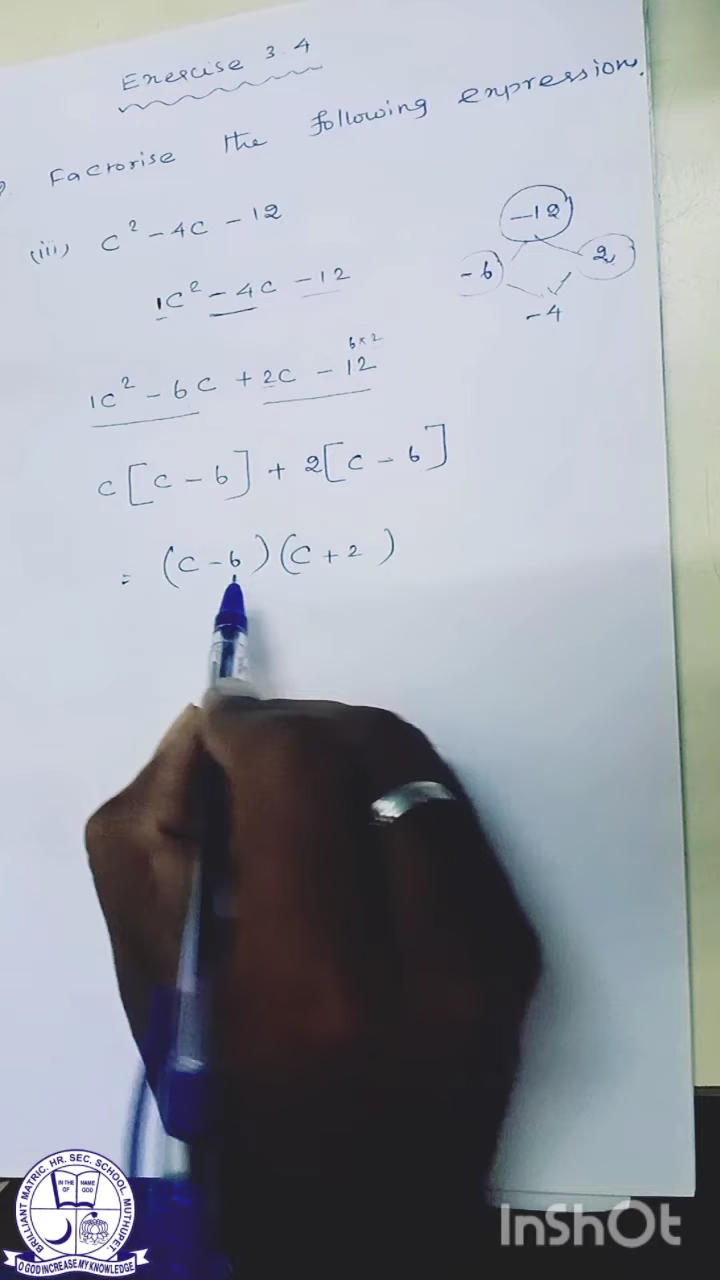 Exercise 3.4
Factorise the following expression.
(iii) c² - 4c - 12
1c² - 4c - 12
-12
-6 2
-4
6×2
1c² - 6c + 2c - 12
c[c - 6] + 2[c - 6]
= (c - 6)(c + 2)
BRILLIANT MATRIC. HR. SEC. SCHOOL, MUTHUPET.
IN THE NAME
OF GOD
O GOD INCREASE MY KNOWLEDGE
InShOt